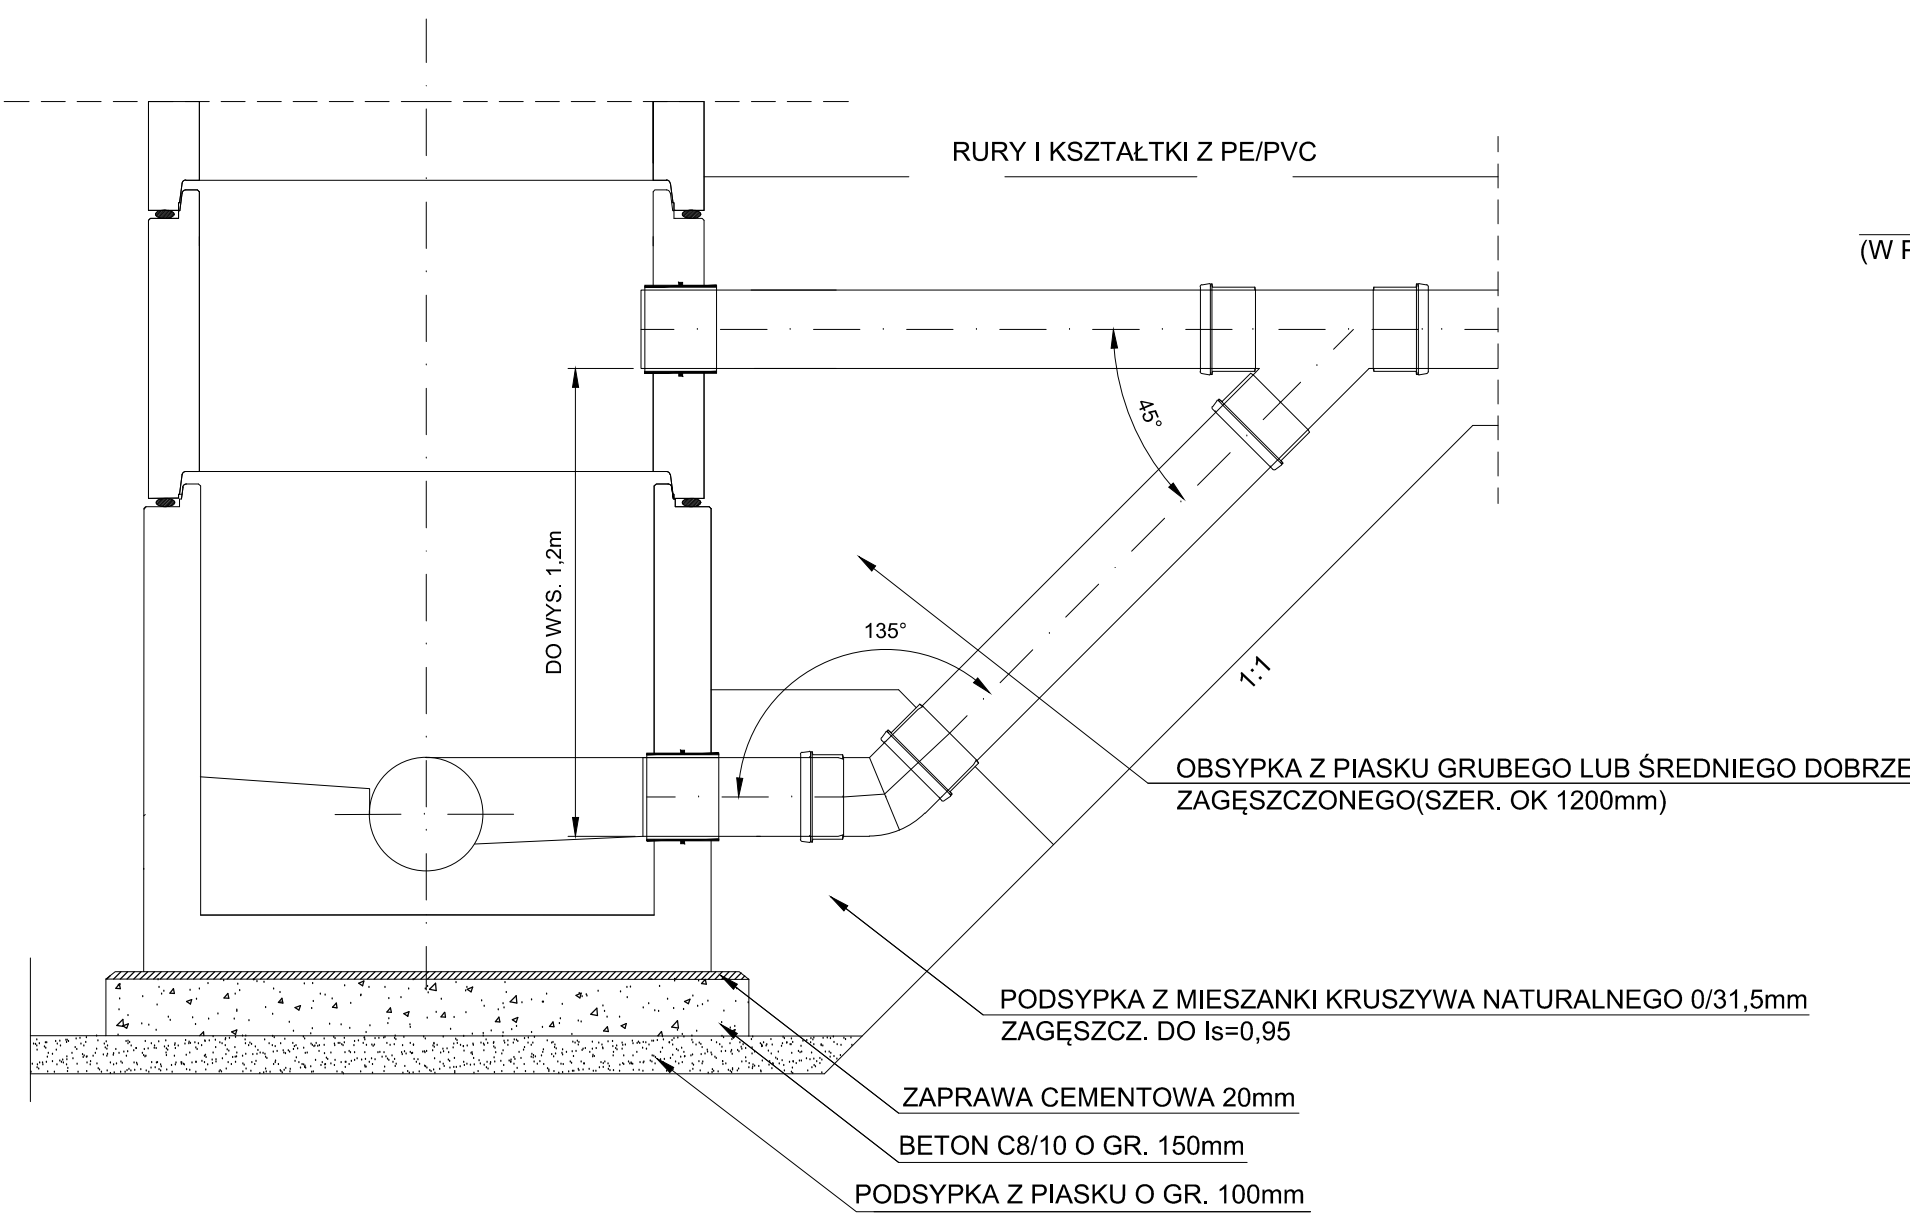 RURY I KSZTAŁTKI Z PE/PVC
(W
45°
DO WYS. 1,2m
135°
1:1
OBSYPKA Z PIASKU GRUBEGO LUB ŚREDNIEGO DOBRZE
ZAGĘSZCZONEGO(SZER. OK 1200mm)
PODSYPKA Z MIESZANKI KRUSZYWA NATURALNEGO 0/31,5mm
ZAGĘSZCZ. DO Is=0,95
ZAPRAWA CEMENTOWA 20mm
BETON C8/10 O GR. 150mm
PODSYPKA Z PIASKU O GR. 100mm